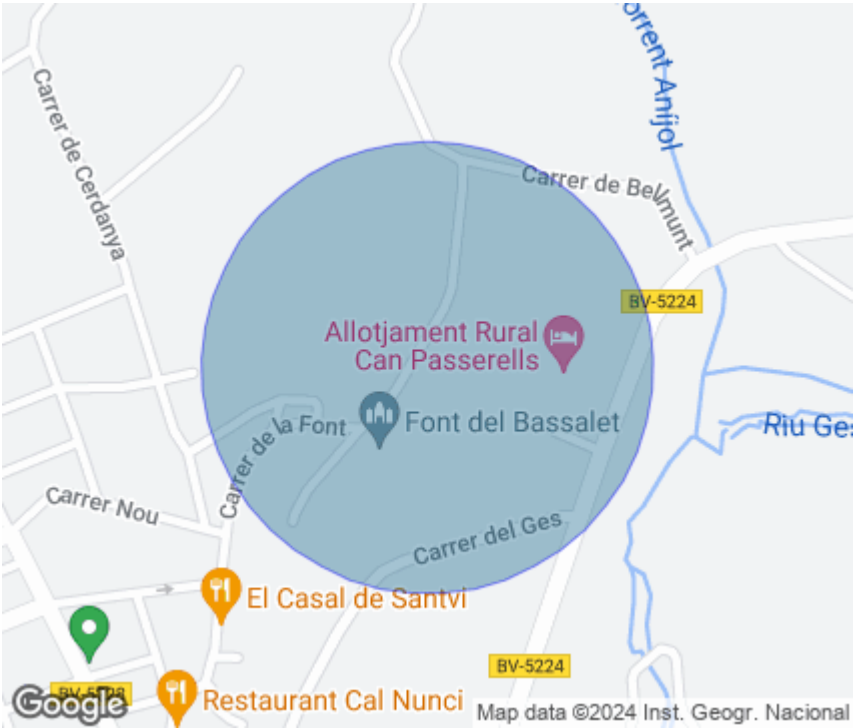 Torrent Aníjol
Carrer de Cerdanya
Carrer de Bellmunt
BV-5224
Allotjament Rural
Can Passerells
Font del Bassalet
Carrer de la Font
Riu Ges
Carrer Nou
Carrer del Ges
El Casal de Santvi
BV-5224
Google
Restaurant Cal Nunci
Map data ©2024 Inst. Geogr. Nacional